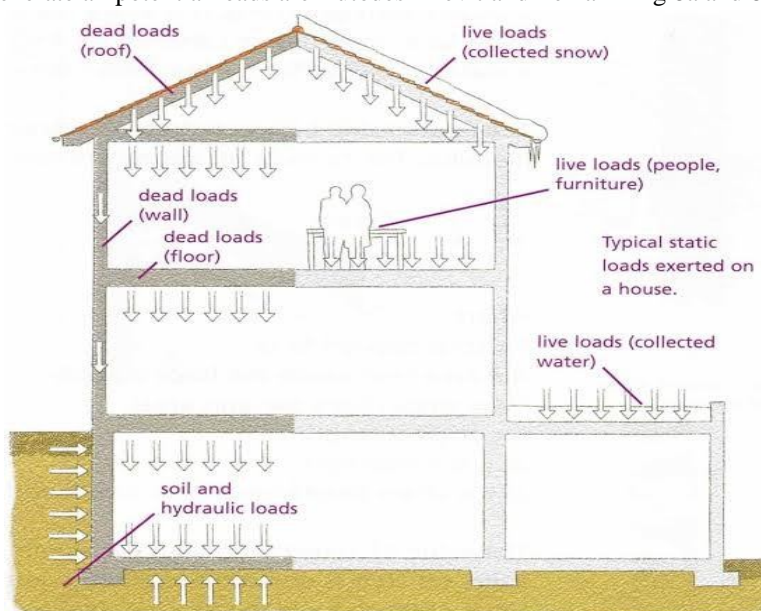 dead loads
(roof)
live loads
(collected snow)
live loads (people,
furniture)
dead loads
(wall)
dead loads
(floor)
Typical static
loads exerted on
a house.
live loads (collected
water)
soil and
hydraulic loads